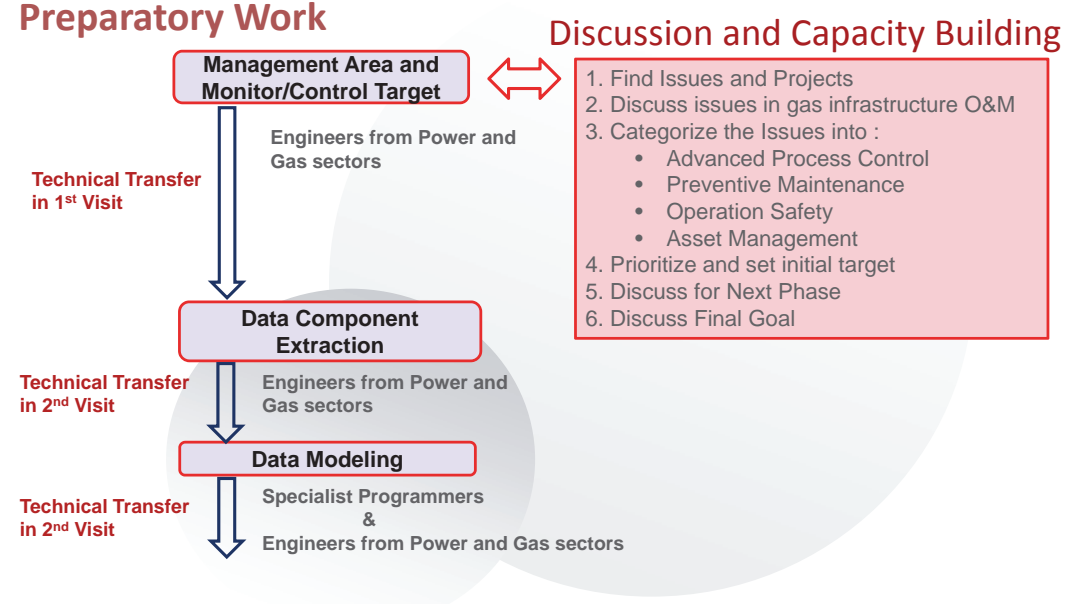 Preparatory Work
Discussion and Capacity Building
Management Area and
Monitor/Control Target
Engineers from Power and
Gas sectors
Technical Transfer
in 1st Visit
1. Find Issues and Projects
2. Discuss issues in gas infrastructure O&M
3. Categorize the Issues into :
• Advanced Process Control
• Preventive Maintenance
• Operation Safety
• Asset Management
4. Prioritize and set initial target
5. Discuss for Next Phase
6. Discuss Final Goal
Data Component
Extraction
Technical Transfer
in 2nd Visit
Engineers from Power and
Gas sectors
Data Modeling
Technical Transfer
in 2nd Visit
Specialist Programmers
&
Engineers from Power and Gas sectors